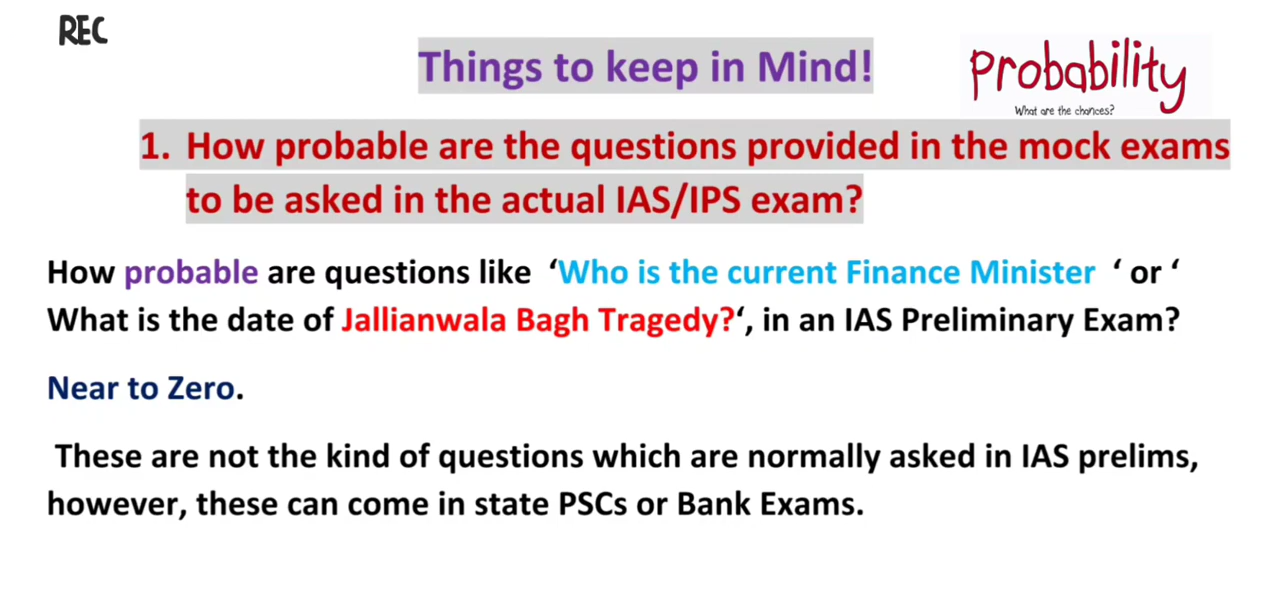 REC
Things to keep in Mind!
Probability
What are the chances?
1. How probable are the questions provided in the mock exams
to be asked in the actual IAS/IPS exam?
How probable are questions like ‘Who is the current Finance Minister ‘ or ‘
What is the date of Jallianwala Bagh Tragedy?‘, in an IAS Preliminary Exam?
Near to Zero.
These are not the kind of questions which are normally asked in IAS prelims,
however, these can come in state PSCs or Bank Exams.